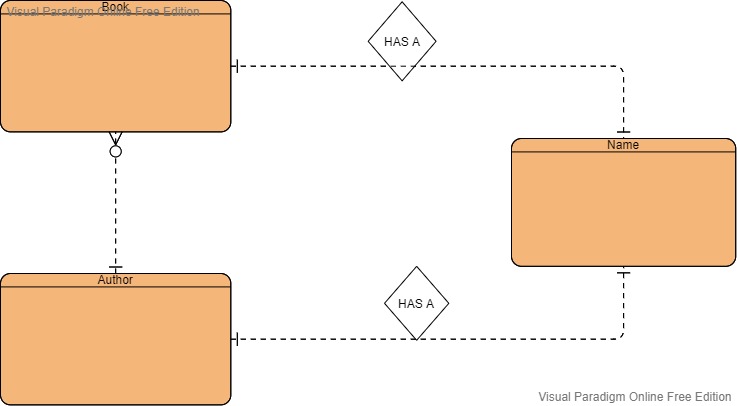 Book
Visual Paradigm Online Free Edition
HAS A
Name
Author
HAS A
Visual Paradigm Online Free Edition